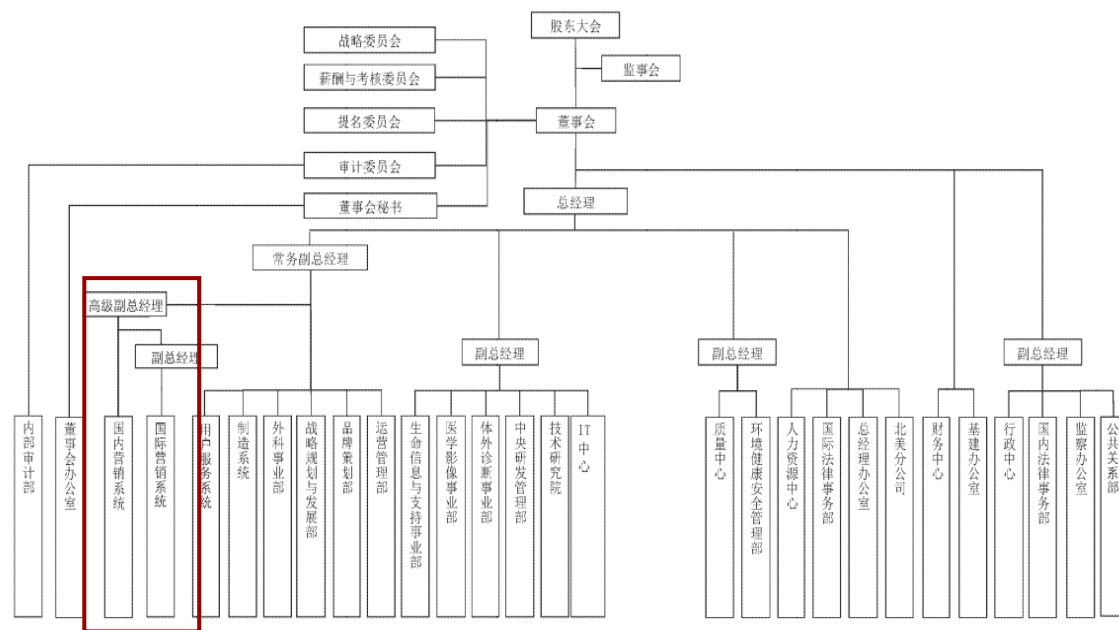 股东大会
战略委员会
监事会
薪酬与考核委员会
提名委员会
董事会
审计委员会
董事会秘书
总经理
常务副总经理
高级副总经理
副总经理
副总经理
副总经理
副总经理
内部审计部
董事会办公室
国内营销系统
国际营销系统
用户服务系统
制造系统
外科事业部
战略规划与发展部
品牌策划部
运营管理部
生命信息与支持事业部
医学影像事业部
体外诊断事业部
中央研发管理部
技术研究院
IT中心
质量中心
环境健康安全管理部
人力资源中心
国际法律事务部
总经理办公室
北美分公司
财务中心
基建办公室
行政中心
国内法律事务部
监察办公室
公共关系部